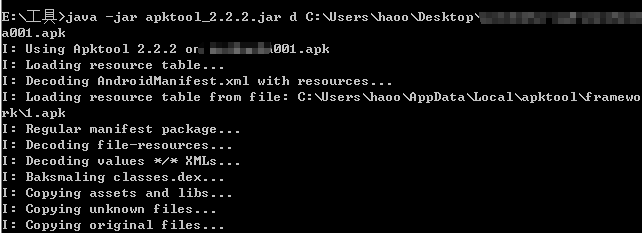 E:\工具>java -jar apktool_2.2.2.jar d C:\Users\haoo\Desktop\
a001.apk
I: Using Apktool 2.2.2 on a001.apk
I: Loading resource table...
I: Decoding AndroidManifest.xml with resources...
I: Loading resource table from file: C:\Users\haoo\AppData\Local\apktool\framewo
rk\1.apk
I: Regular manifest package...
I: Decoding file-resources...
I: Decoding values */* XMLs...
I: Baksmaling classes.dex...
I: Copying assets and libs...
I: Copying unknown files...
I: Copying original files...